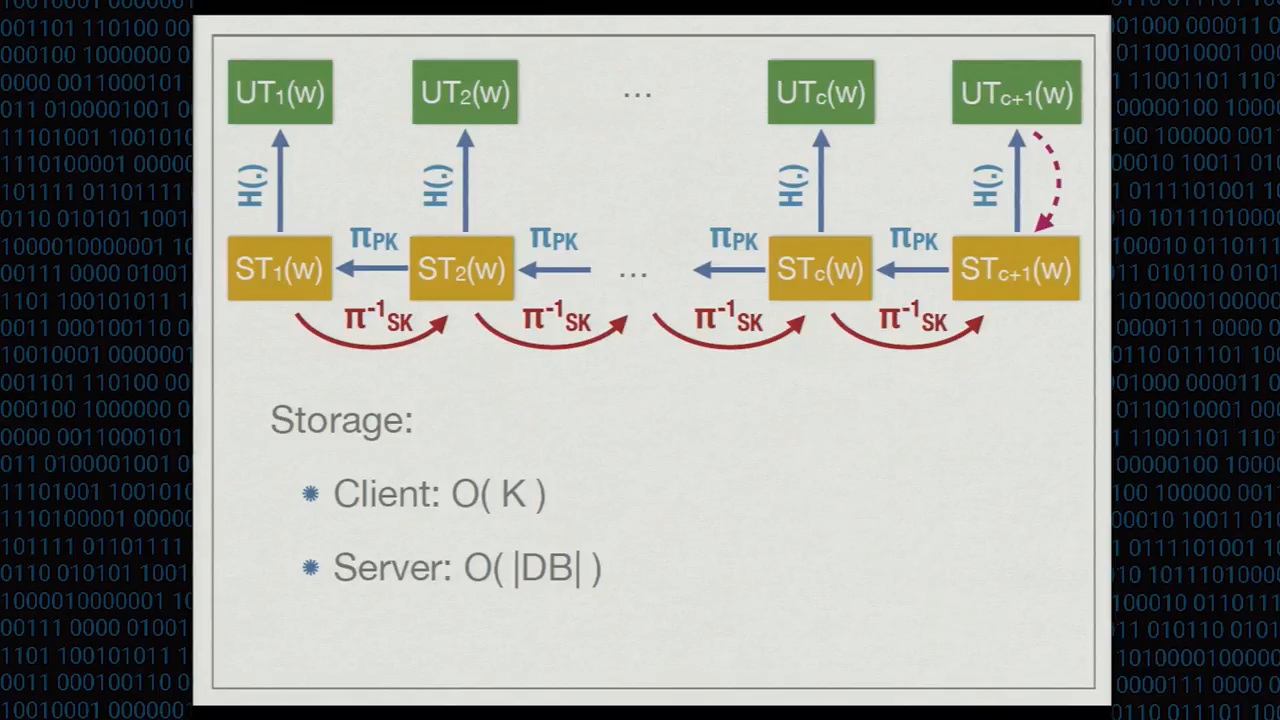 UT₁(w) UT₂(w) ... UTc(w) UTc+1(w)
H(.) H(.) H(.) H(.)
πPK πPK πPK πPK
ST₁(w) ST₂(w) ... STc(w) STc+1(w)
π⁻¹SK π⁻¹SK π⁻¹SK π⁻¹SK
Storage:
Client: O( K )
Server: O( |DB| )